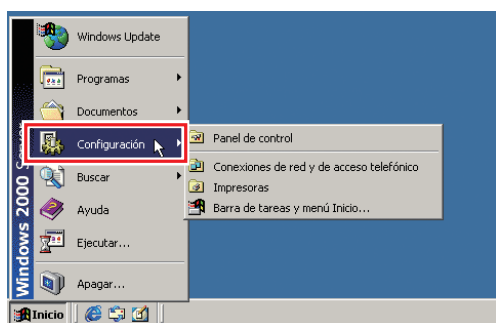 Windows Update
Programas
Documentos
Configuración
Buscar
Ayuda
Ejecutar...
Apagar...
Panel de control
Conexiones de red y de acceso telefónico
Impresoras
Barra de tareas y menú Inicio...
Windows 2000 Server
Inicio